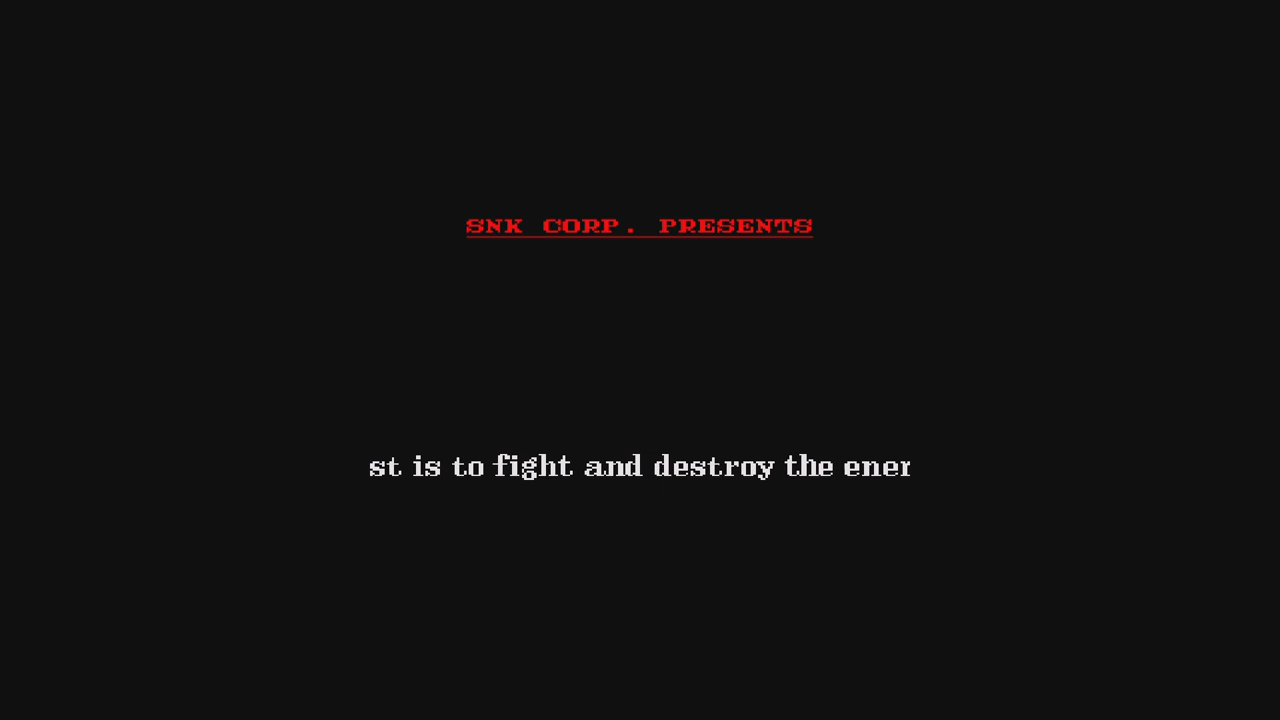 SNK CORP. PRESENTS
st is to fight and destroy the ener